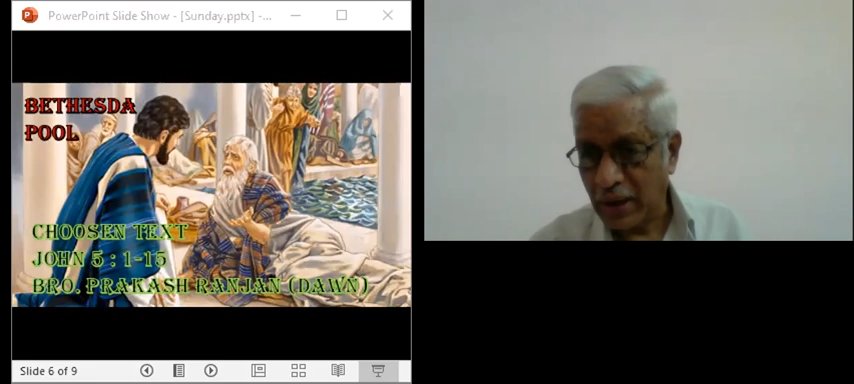 PowerPoint Slide Show - [Sunday.pptx] -...
BETHESDA
POOL
CHOOSEN TEXT
JOHN 5 : 1-15
BRO. PRAKASH RANJAN (DAWN)
Slide 6 of 9